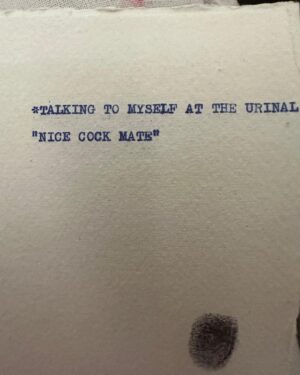 *TALKING TO MYSELF AT THE URINAL
"NICE COCK MATE"